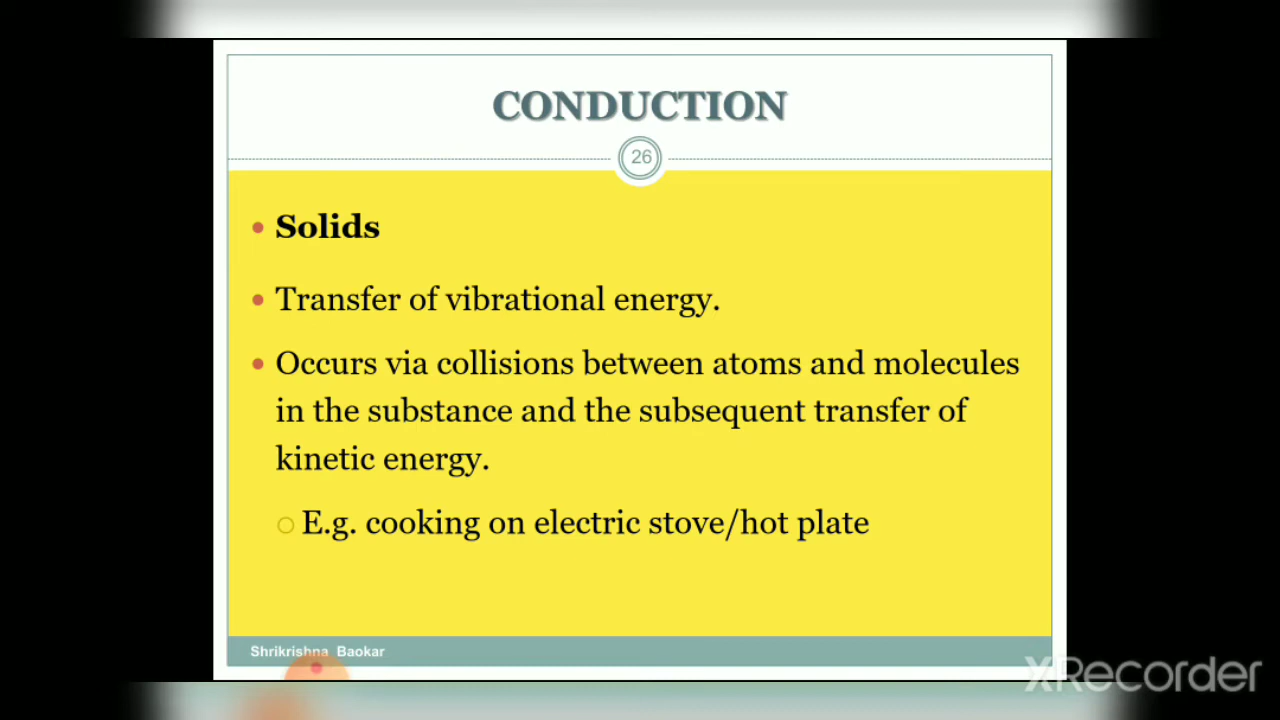 CONDUCTION
26
Solids
Transfer of vibrational energy.
Occurs via collisions between atoms and molecules
in the substance and the subsequent transfer of
kinetic energy.
E.g. cooking on electric stove/hot plate
Shrikrishna Baokar
XRecorder